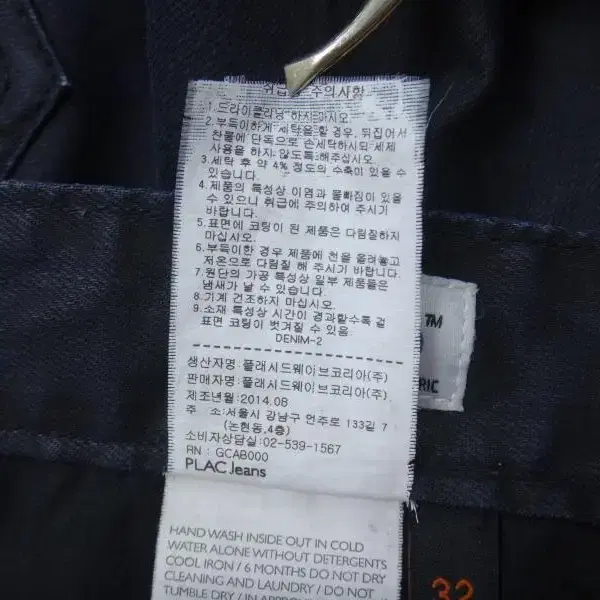 취급 주의사항
1.드라이클리닝 하지 마시오.
2.부득이하게 세탁을 할 경우, 뒤집어서
찬물에 단독으로 손세탁하시되 세제
사용을 하지 않도록 해주십시오.
3.세탁 후 약 4% 정도의 수축이 있을 수
있습니다.
4.제품의 특성상 이염과 물빠짐이 있을
수 있으니 취급에 주의하여 주시기
바랍니다.
5.표면에 코팅이 된 제품은 다림질하지
마십시오.
6.부득이한 경우 제품에 천을 올려놓고
저온으로 다림질 해 주시기 바랍니다.
7.원단의 가공 특성상 일부 제품물은
냄새가 날 수 있습니다.
8.기계 건조하지 마십시오.
9.소재 특성상 시간이 경과할수록 겉
표면 코팅이 벗겨질 수 있음
DENIM-2
생산자명: 플래시드웨이브코리아(주)
판매자명: 플래시드웨이브코리아(주)
제조년월:2014.08
주 소:서울시 강남구 언주로 133길 7
(논현동,4층)
소비자상담실:02-539-1567
RN : GCAB000
PLAC Jeans
HAND WASH INSIDE OUT IN COLD
WATER ALONE WITHOUT DETERGENTS
COOL IRON / 6 MONTHS DO NOT DRY
CLEANING AND LAUNDRY / DO NOT
TUMBLE DRY / IN
TM
RIC
32